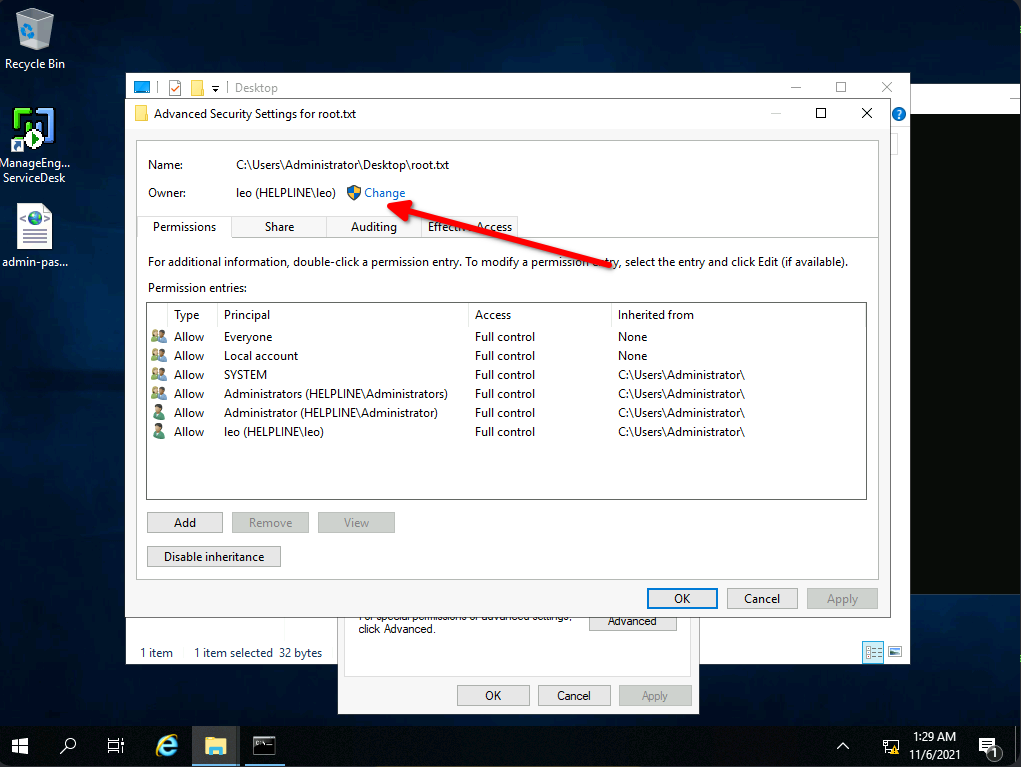 Recycle Bin
ManageEng...
ServiceDesk
admin-pas...
Desktop
Advanced Security Settings for root.txt
Name: C:\Users\Administrator\Desktop\root.txt
Owner: leo (HELPLINE\leo) Change
Permissions Share Auditing Effective Access
For additional information, double-click a permission entry. To modify a permission entry, select the entry and click Edit (if available).
Permission entries:
Type Principal Access Inherited from
Allow Everyone Full control None
Allow Local account Full control None
Allow SYSTEM Full control C:\Users\Administrator\
Allow Administrators (HELPLINE\Administrators) Full control C:\Users\Administrator\
Allow Administrator (HELPLINE\Administrator) Full control C:\Users\Administrator\
Allow leo (HELPLINE\leo) Full control C:\Users\Administrator\
Add Remove View
Disable inheritance
OK Cancel Apply
For special permissions or advanced settings,
click Advanced.
Advanced
1 item 1 item selected 32 bytes
OK Cancel Apply
1:29 AM
11/6/2021
1